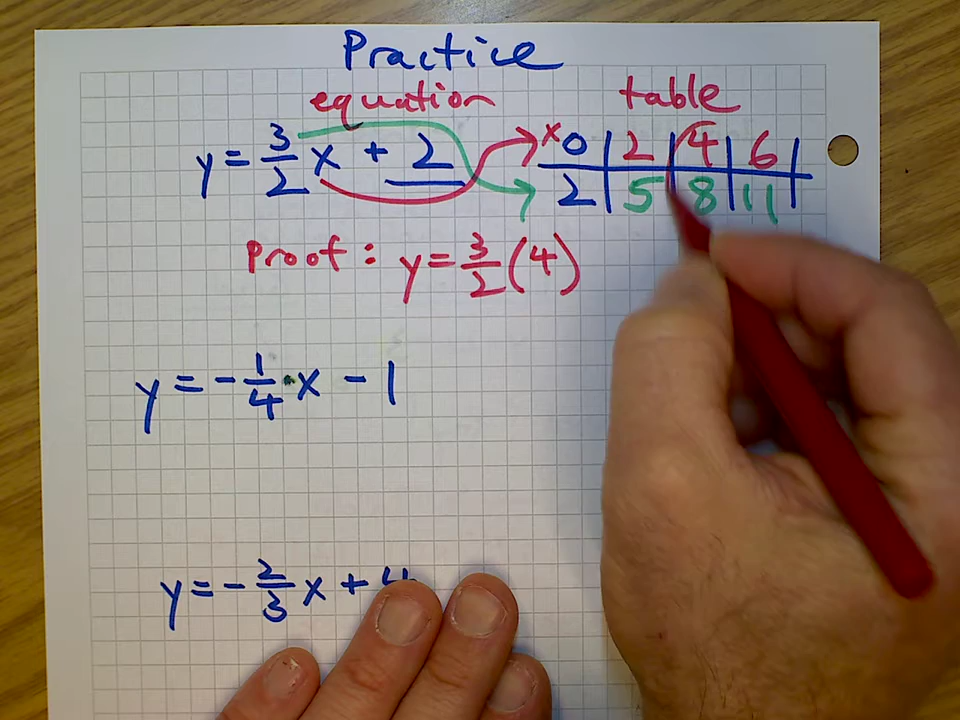 Practice
equation table
y = 3/2 x + 2
x 0 | 2 | 4 | 6 |
2 | 5 | 8 | 11
Proof : y = 3/2 (4)
y = - 1/4 · x - 1
y = - 2/3 x +